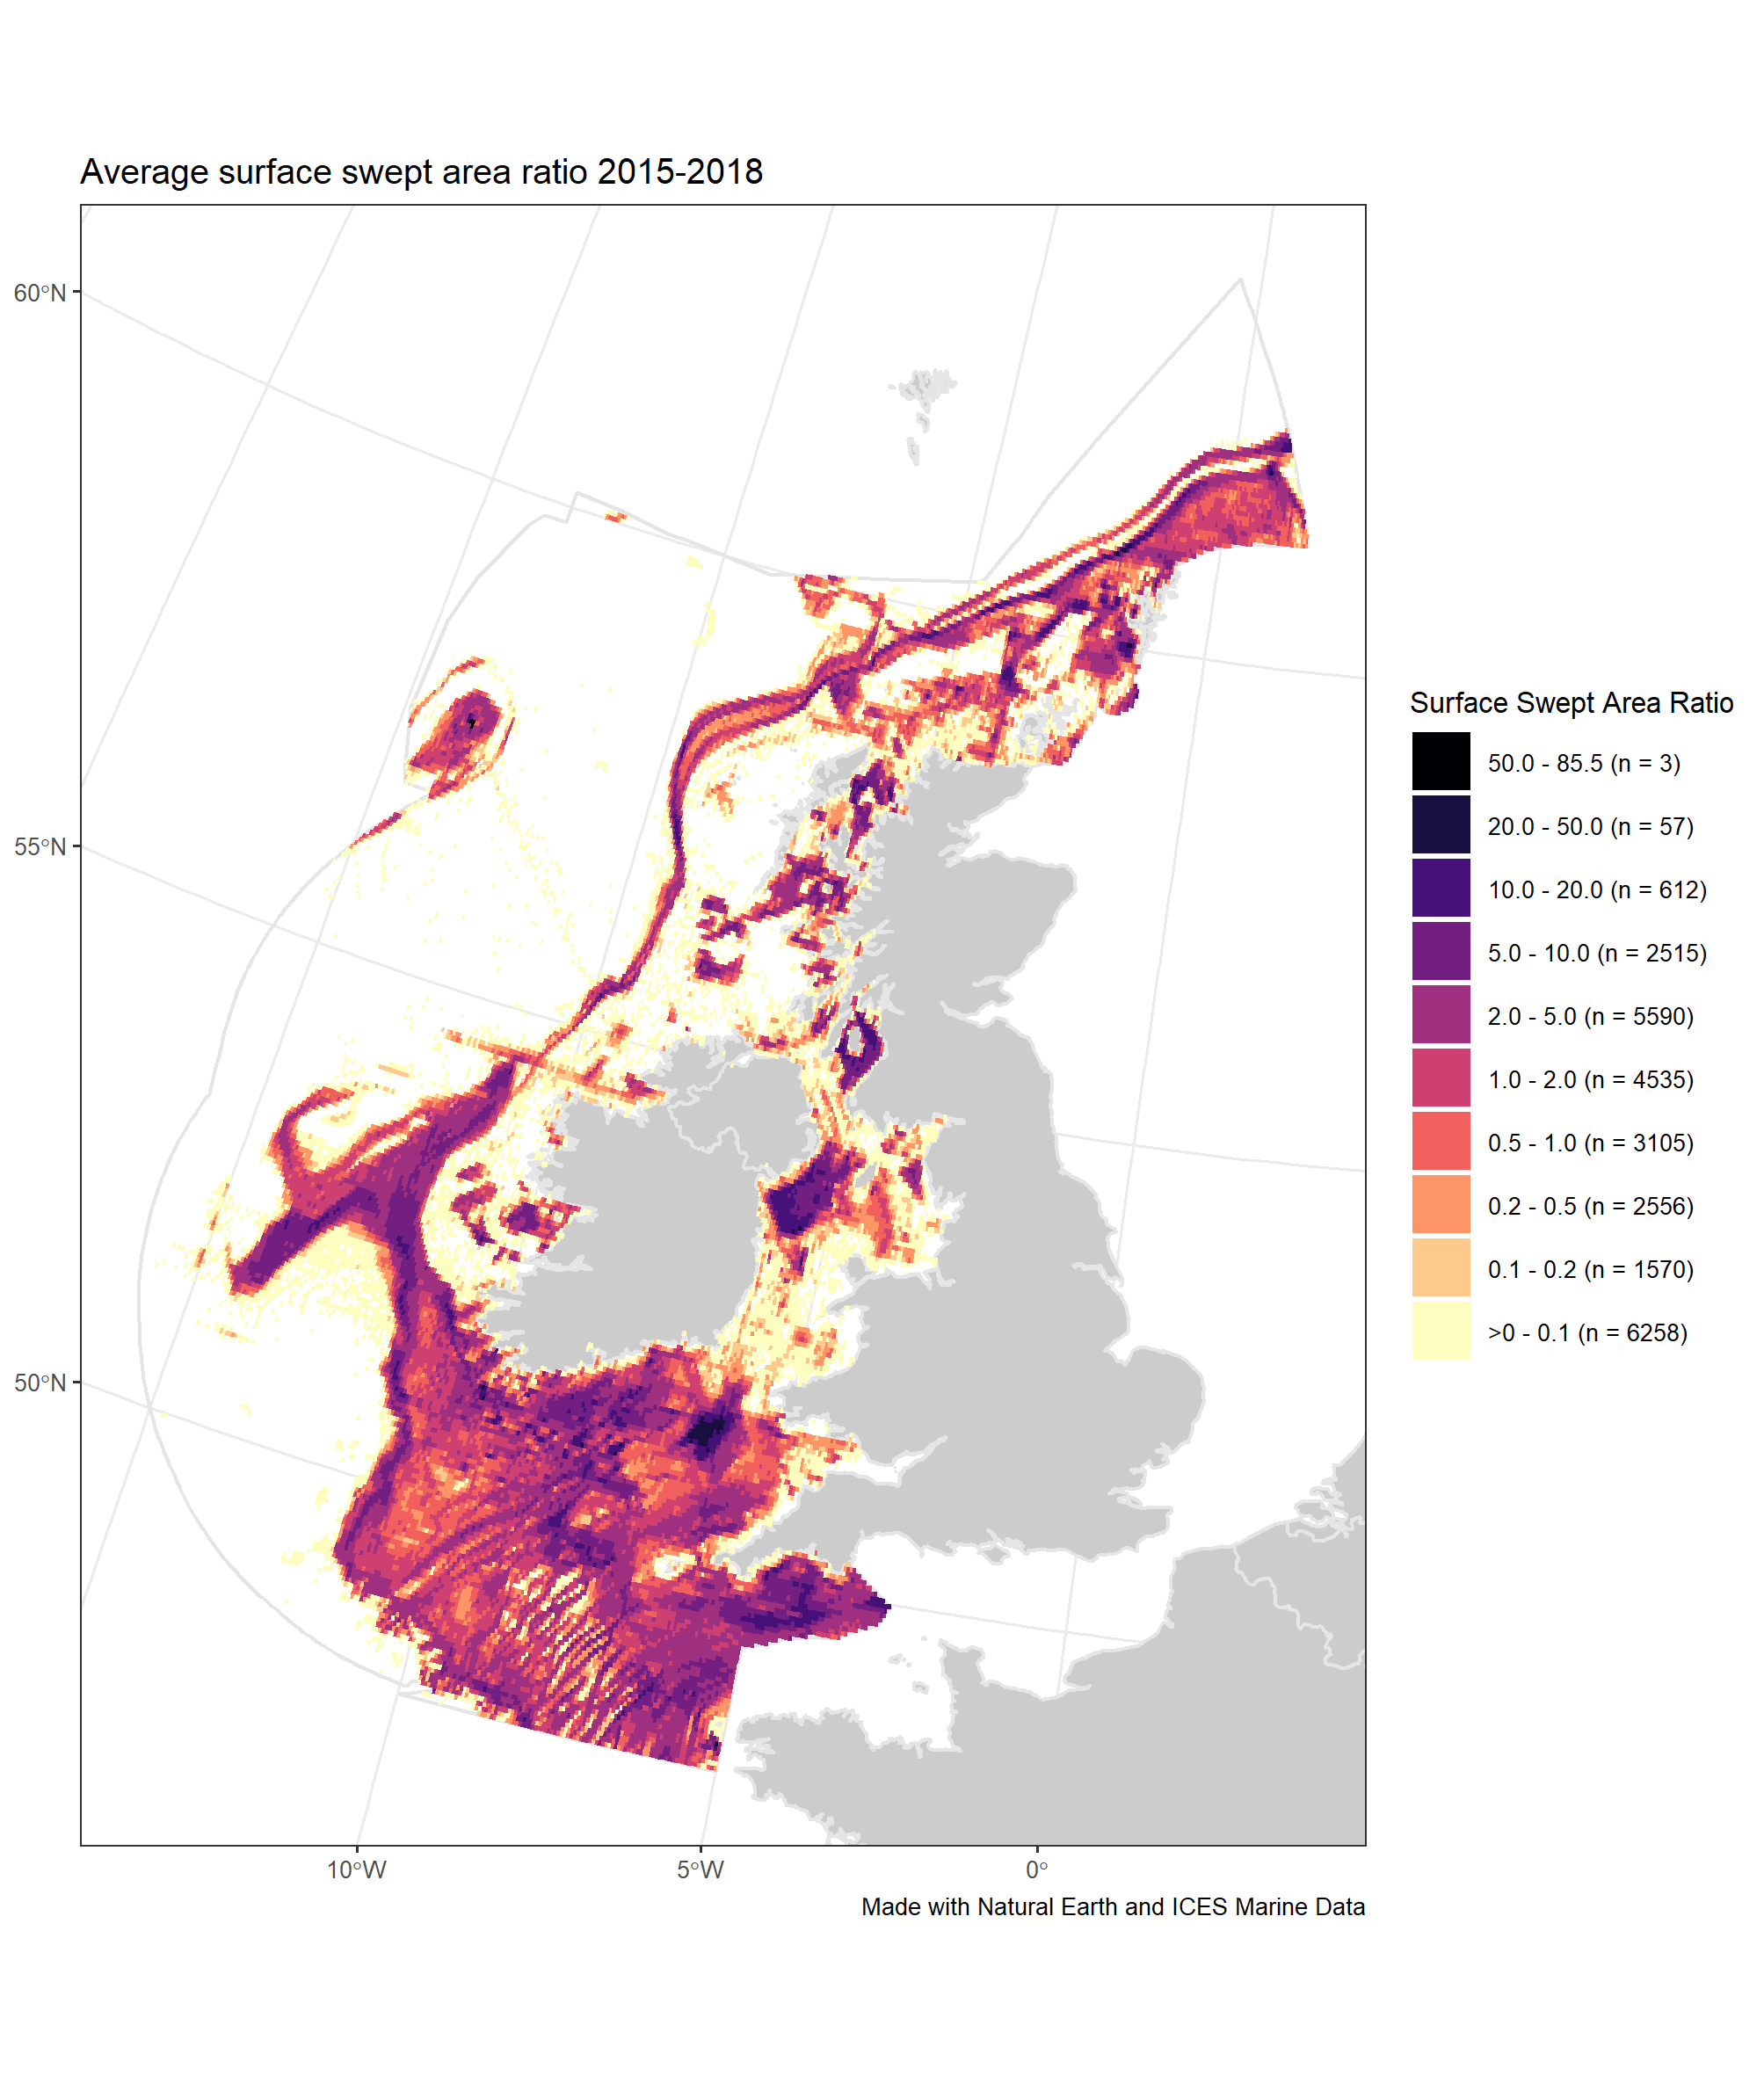 Average surface swept area ratio 2015-2018
60°N
55°N
50°N
10°W
5°W
0°
Surface Swept Area Ratio
50.0 - 85.5 (n = 3)
20.0 - 50.0 (n = 57)
10.0 - 20.0 (n = 612)
5.0 - 10.0 (n = 2515)
2.0 - 5.0 (n = 5590)
1.0 - 2.0 (n = 4535)
0.5 - 1.0 (n = 3105)
0.2 - 0.5 (n = 2556)
0.1 - 0.2 (n = 1570)
>0 - 0.1 (n = 6258)
Made with Natural Earth and ICES Marine Data